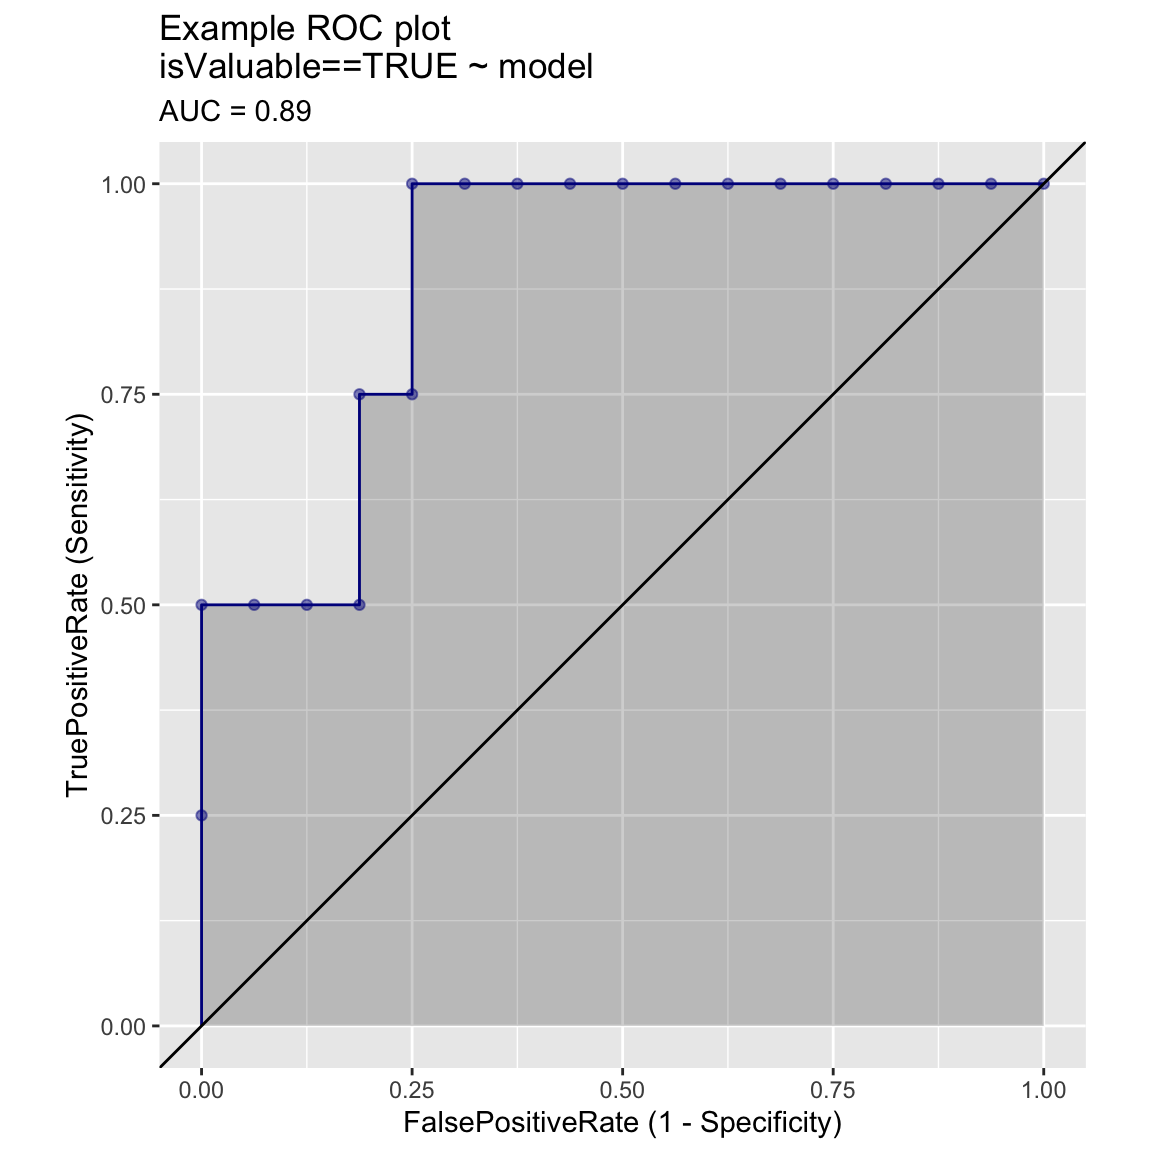 Example ROC plot
isValuable==TRUE ~ model
AUC = 0.89
1.00
0.75
0.50
0.25
0.00
TruePositiveRate (Sensitivity)
0.00 0.25 0.50 0.75 1.00
FalsePositiveRate (1 - Specificity)